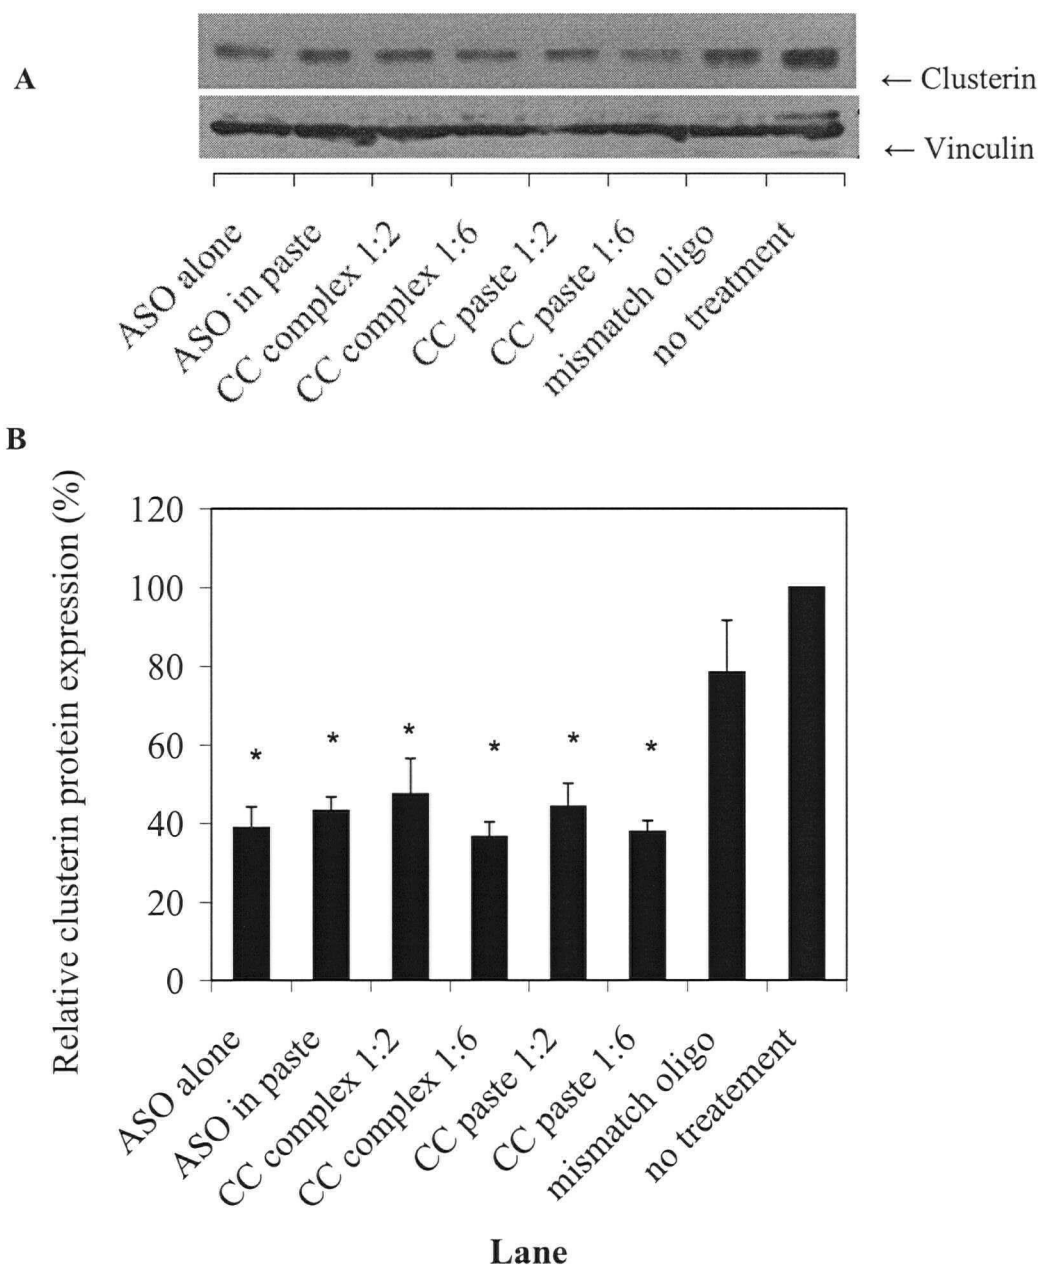 A
← Clusterin
← Vinculin
ASO alone
ASO in paste
CC complex 1:2
CC complex 1:6
CC paste 1:2
CC paste 1:6
mismatch oligo
no treatment
B
Relative clusterin protein expression (%)
120
100
80
60
40
20
0
* * * * * *
ASO alone
ASO in paste
CC complex 1:2
CC complex 1:6
CC paste 1:2
CC paste 1:6
mismatch oligo
no treatement
Lane